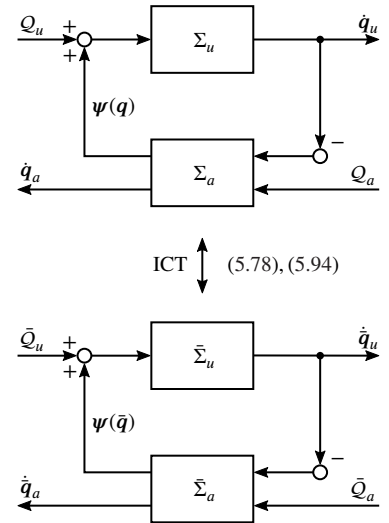 Q_u + Σ_u q̇_u
+
ψ(q) −
q̇_a Σ_a Q_a
ICT (5.78), (5.94)
Q̄_u + Σ̄_u q̄̇_u
+
ψ(q̄) −
q̄̇_a Σ̄_a Q̄_a